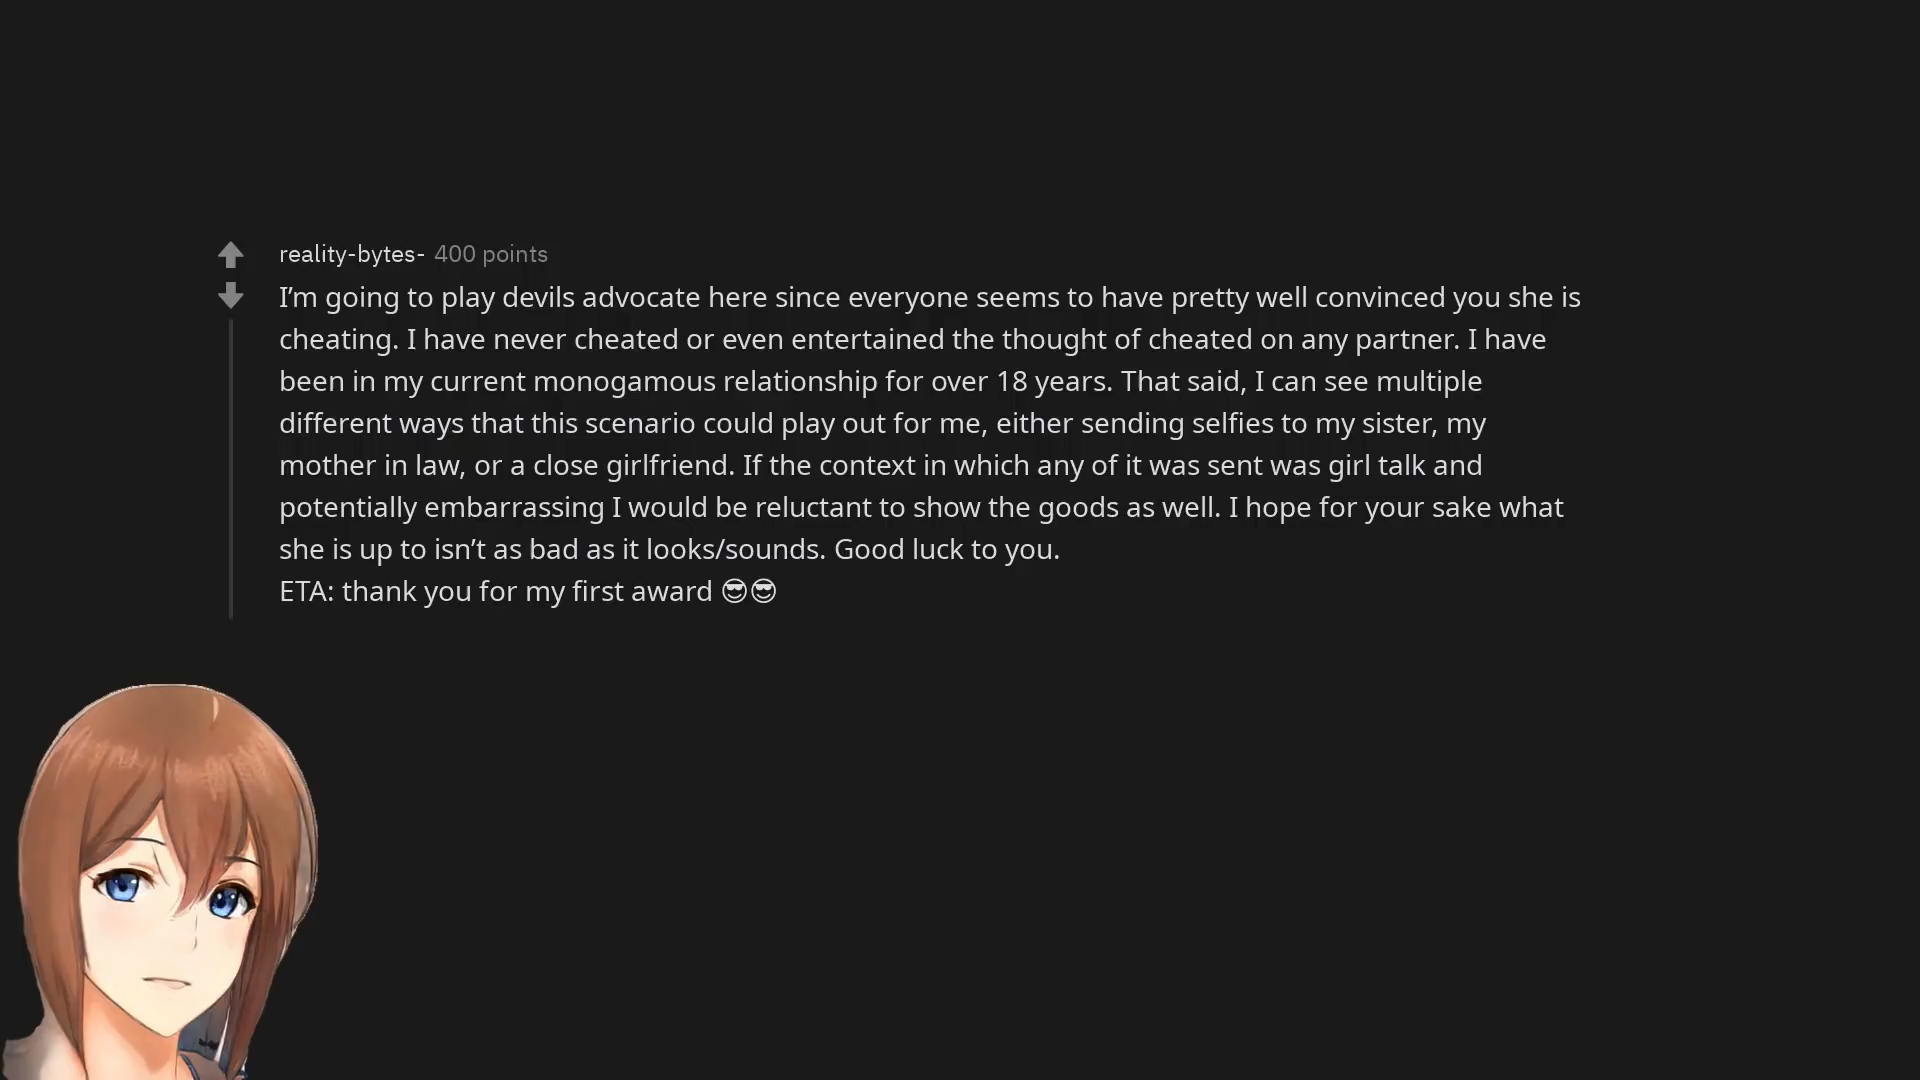 reality-bytes- 400 points
I’m going to play devils advocate here since everyone seems to have pretty well convinced you she is
cheating. I have never cheated or even entertained the thought of cheated on any partner. I have
been in my current monogamous relationship for over 18 years. That said, I can see multiple
different ways that this scenario could play out for me, either sending selfies to my sister, my
mother in law, or a close girlfriend. If the context in which any of it was sent was girl talk and
potentially embarrassing I would be reluctant to show the goods as well. I hope for your sake what
she is up to isn’t as bad as it looks/sounds. Good luck to you.
ETA: thank you for my first award 😎😎